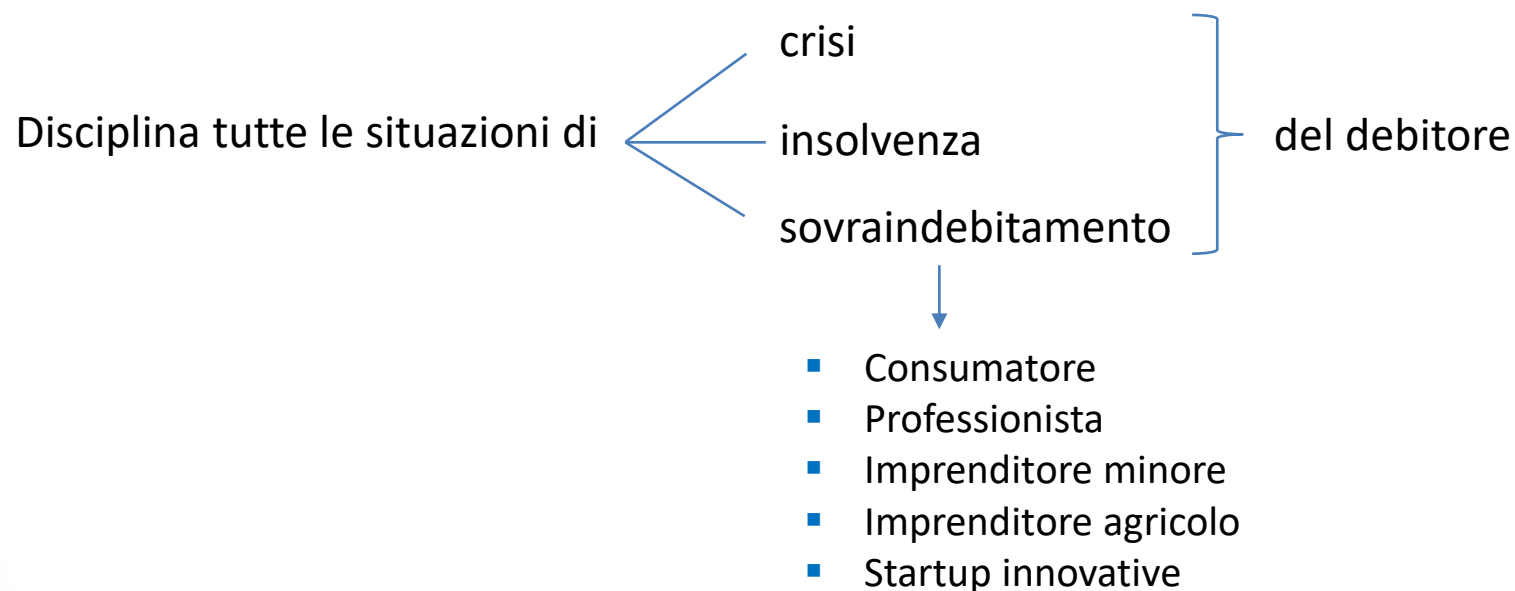 crisi
Disciplina tutte le situazioni di
insolvenza
del debitore
sovraindebitamento
Consumatore
Professionista
Imprenditore minore
Imprenditore agricolo
Startup innovative